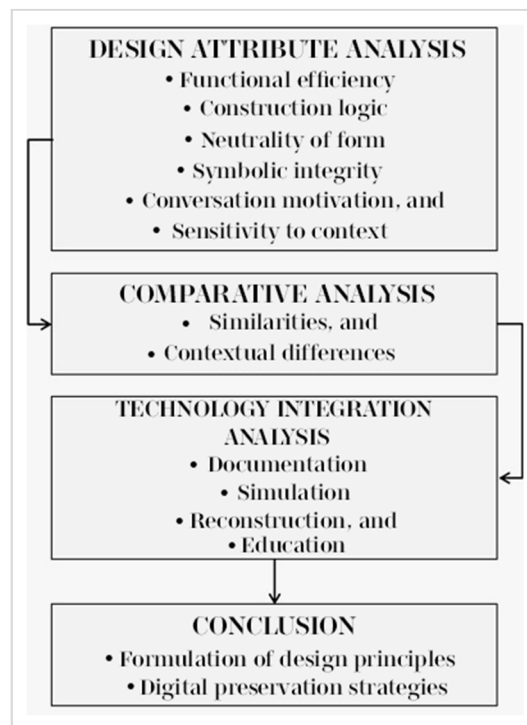 DESIGN ATTRIBUTE ANALYSIS
• Functional efficiency
• Construction logic
• Neutrality of form
• Symbolic integrity
• Conversation motivation, and
• Sensitivity to context
COMPARATIVE ANALYSIS
• Similarities, and
• Contextual differences
TECHNOLOGY INTEGRATION
ANALYSIS
• Documentation
• Simulation
• Reconstruction, and
• Education
CONCLUSION
• Formulation of design principles
• Digital preservation strategies